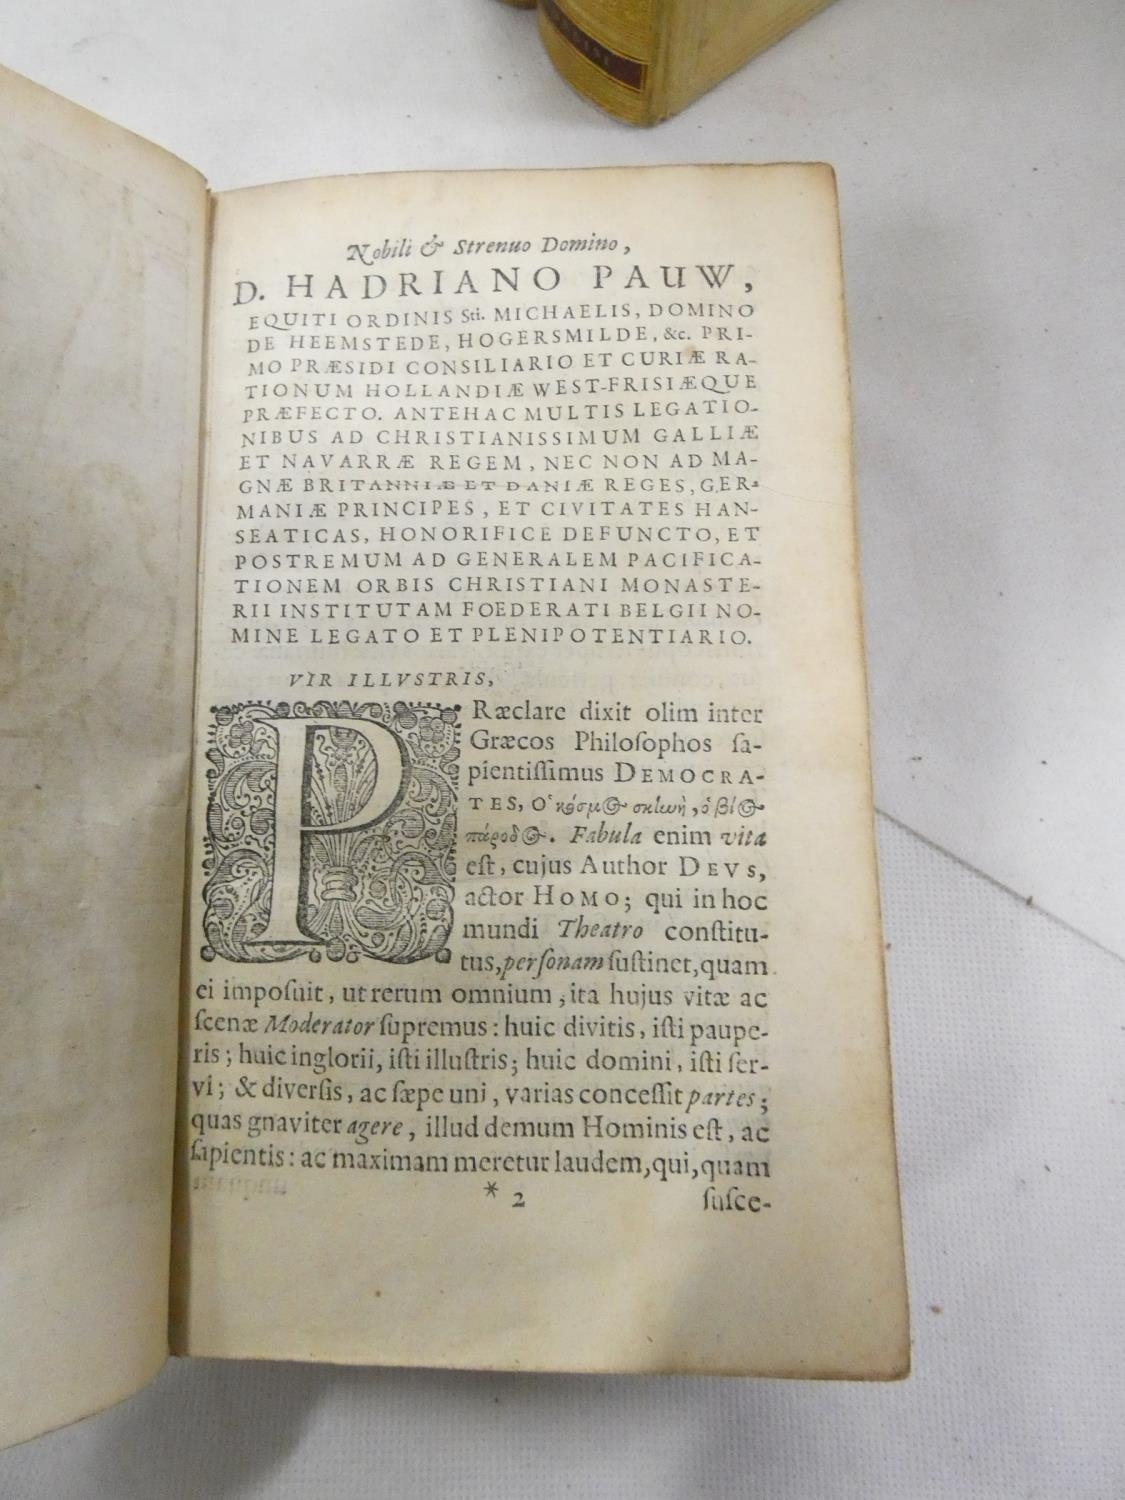 Nobili & Strenuo Domino,
D. HADRIANO PAUW,
EQUITI ORDINIS Sti. MICHAELIS, DOMINO
DE HEEMSTEDE, HOGERSMILDE, &c. PRI-
MO PRÆSIDI CONSILIARIO ET CURIÆ RA-
TIONUM HOLLANDIÆ WEST-FRISIÆQUE
PRÆFECTO. ANTEHAC MULTIS LEGATIO-
NIBUS AD CHRISTIANISSIMUM GALLIÆ
ET NAVARRÆ REGEM, NEC NON AD MA-
GNÆ BRITANNIÆ ET DANIÆ REGES, GER-
MANIÆ PRINCIPES, ET CIVITATES HAN-
SEATICAS, HONORIFICE DEFUNCTO, ET
POSTREMUM AD GENERALEM PACIFICA-
TIONEM ORBIS CHRISTIANI MONASTE-
RII INSTITUTAM FOEDERATI BELGII NO-
MINE LEGATO ET PLENIPOTENTIARIO.
VIR ILLVSTRIS,
PRæclare dixit olim inter
Græcos Philoſophos ſa-
pientiſſimus DEMOCRA-
TES, Ὁ κόσμος σκηνὴ, ὁ βίος
πάροδος. Fabula enim vita
eſt, cujus Author DEVS,
actor HOMO; qui in hoc
mundi Theatro conſtitu-
tus, perſonam ſuſtinet, quam
ei impoſuit, ut rerum omnium, ita hujus vitæ ac
ſcenæ Moderator ſupremus: huic divitis, iſti paupe-
ris; huic inglorii, iſti illuſtris; huic domini, iſti ſer-
vi; & diverſis, ac ſæpe uni, varias conceſſit partes;
quas gnaviter agere, illud demum Hominis eſt, ac
ſapientis: ac maximam meretur laudem, qui, quam
* 2
ſuſce-